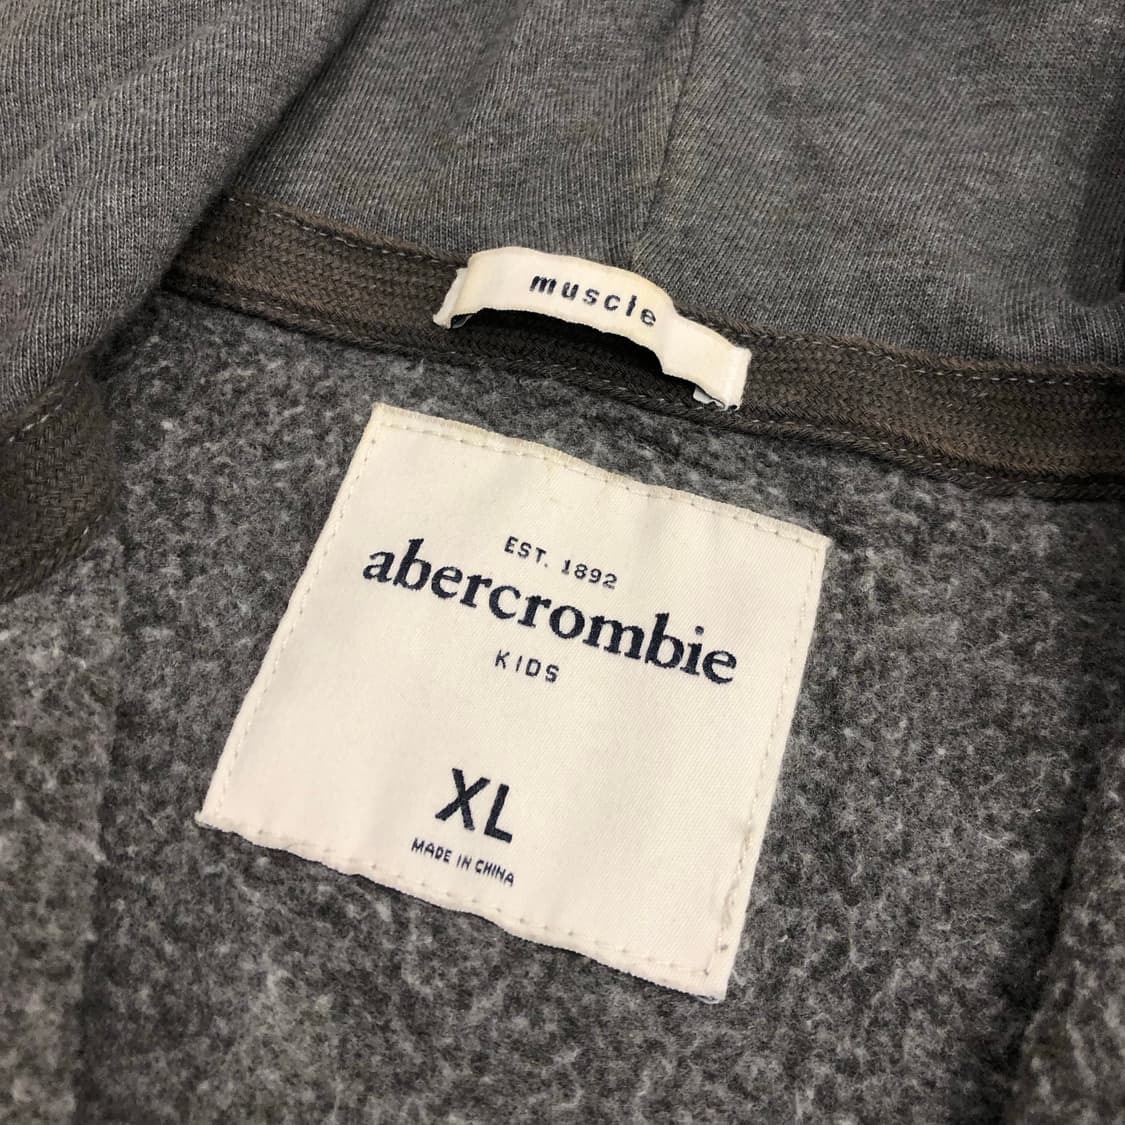 muscle
EST. 1892
abercrombie
KIDS
XL
MADE IN CHINA